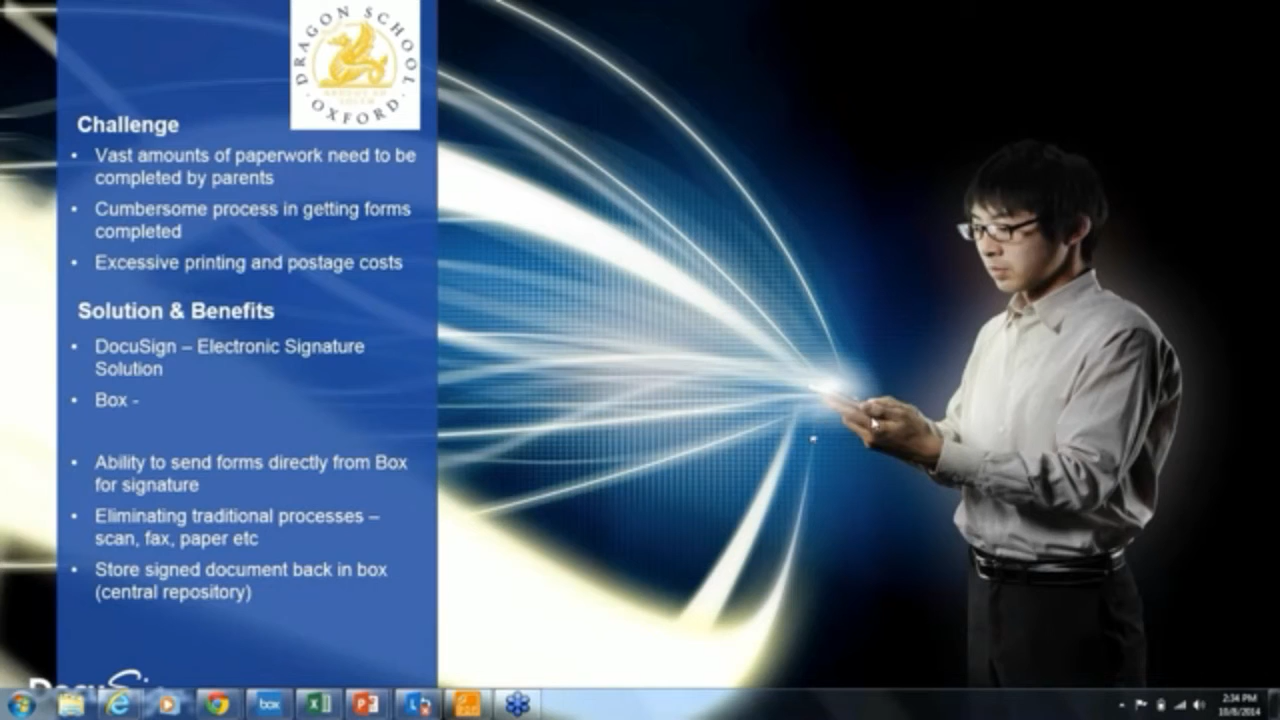 DRAGON SCHOOL
OXFORD
Challenge
• Vast amounts of paperwork need to be
completed by parents
• Cumbersome process in getting forms
completed
• Excessive printing and postage costs
Solution & Benefits
• DocuSign – Electronic Signature
Solution
• Box -
• Ability to send forms directly from Box
for signature
• Eliminating traditional processes –
scan, fax, paper etc
• Store signed document back in box
(central repository)
box
2:34 PM
10/8/2014